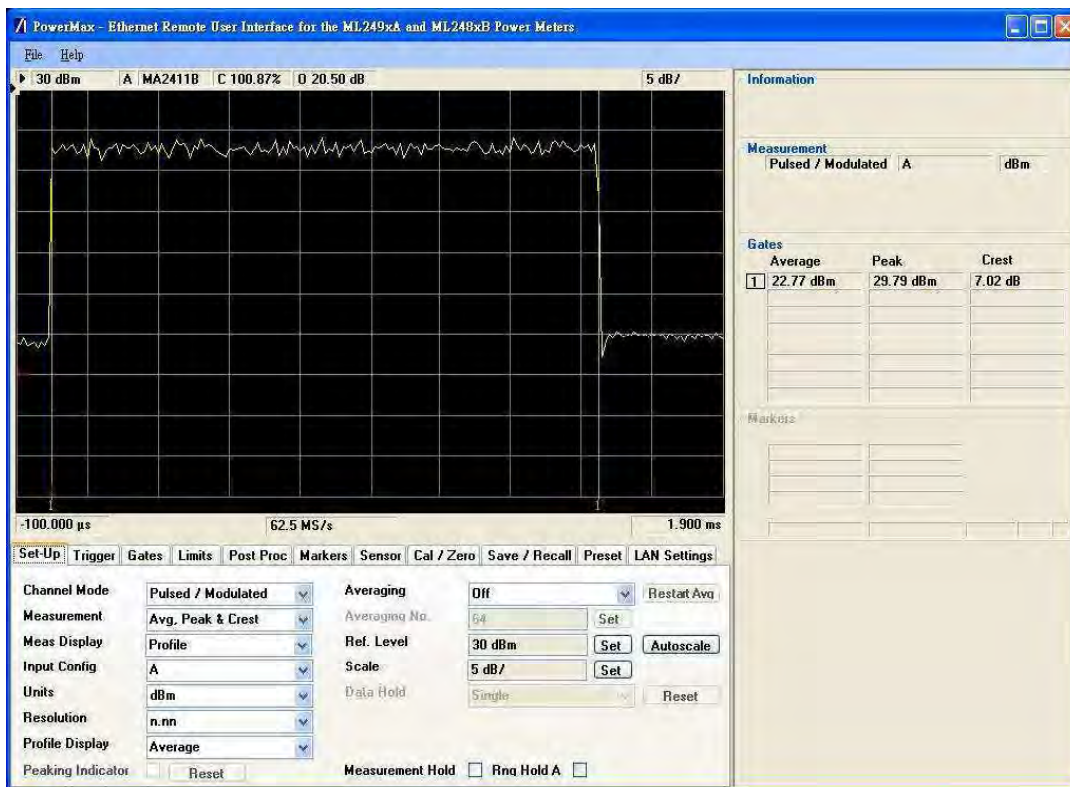 PowerMax - Ethernet Remote User Interface for the ML249xA and ML248xB Power Meters
File Help
30 dBm A MA2411B C 100.87% O 20.50 dB 5 dB/
1 1
-100.000 µs 62.5 MS/s 1.900 ms
Information
Measurement
Pulsed / Modulated A dBm
Gates
Average Peak Crest
1 22.77 dBm 29.79 dBm 7.02 dB
Markers
Set-Up Trigger Gates Limits Post Proc Markers Sensor Cal / Zero Save / Recall Preset LAN Settings
Channel Mode Pulsed / Modulated Averaging Off Restart Avg
Measurement Avg, Peak & Crest Averaging No. 64 Set
Meas Display Profile Ref. Level 30 dBm Set Autoscale
Input Config A Scale 5 dB/ Set
Units dBm Data Hold Single Reset
Resolution n.nn
Profile Display Average
Peaking Indicator Reset Measurement Hold Rng Hold A